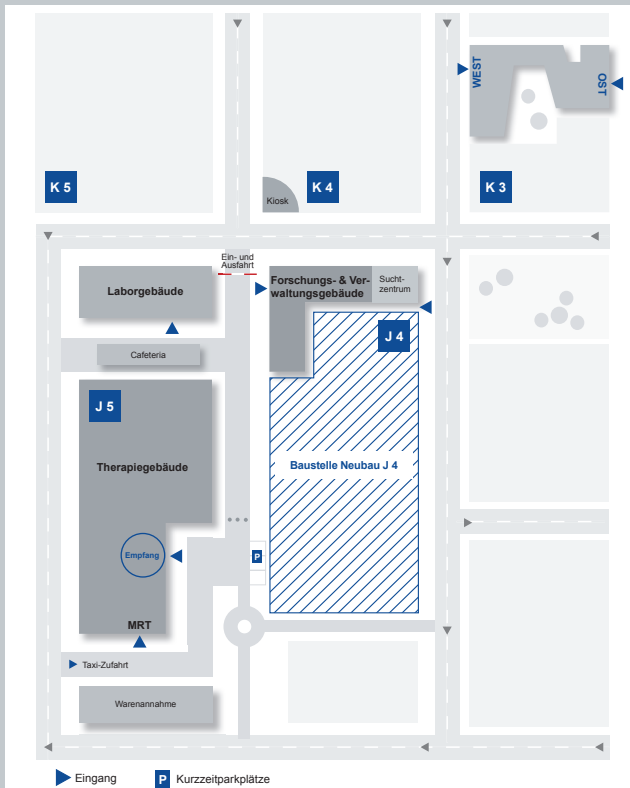 WEST
OST
K 5
K 4
K 3
Kiosk
Ein- und
Ausfahrt
Laborgebäude
Forschungs- & Ver-
waltungsgebäude
Sucht-
zentrum
J 4
Cafeteria
J 5
Therapiegebäude
Baustelle Neubau J 4
Empfang
P
MRT
Taxi-Zufahrt
Warenannahme
Eingang
P Kurzzeitparkplätze